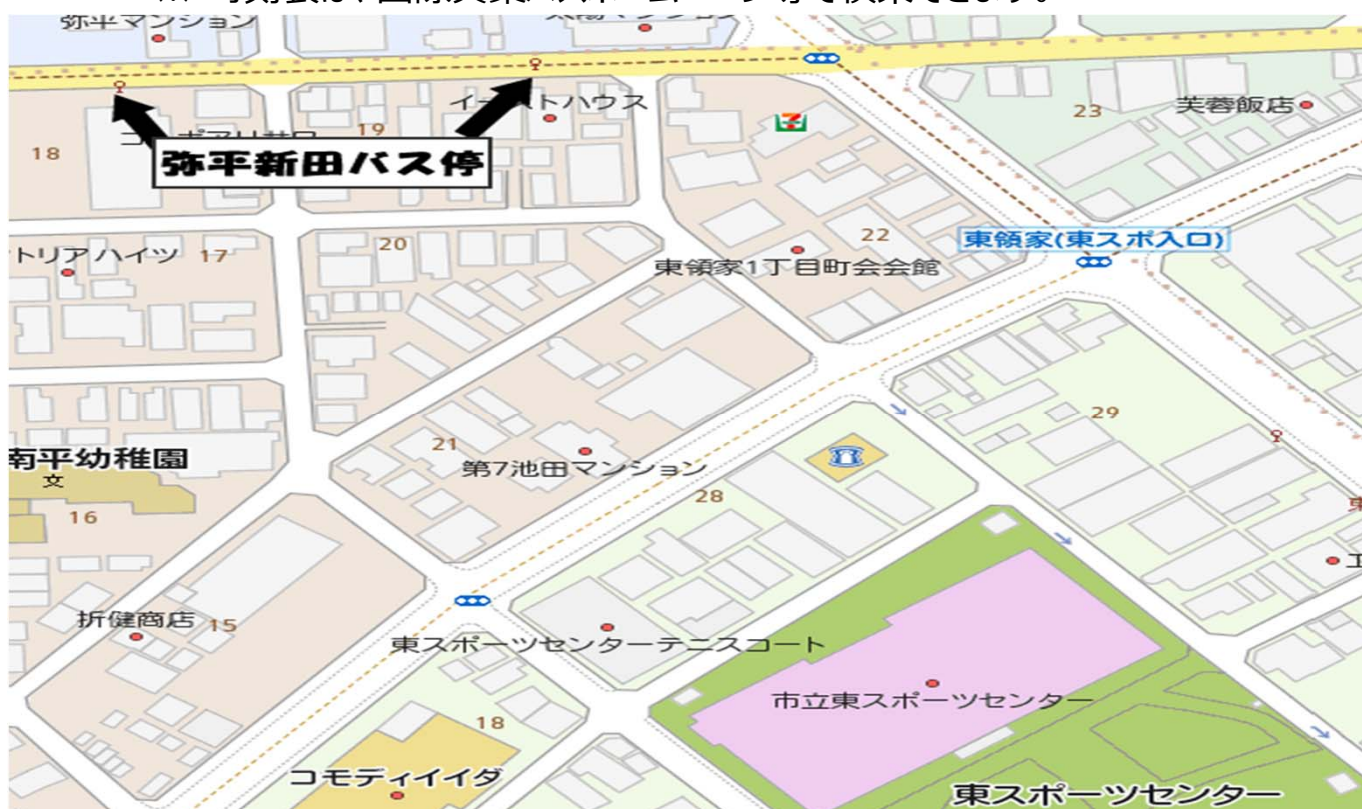 弥平マンション
イーストハウス
弥平新田バス停
18
19
23
芙蓉飯店
トリアハイツ
17
20
22
東領家(東スポ入口)
東領家1丁目町会会館
29
21
第7池田マンション
南平幼稚園
文
16
28
折健商店
15
東スポーツセンターテニスコート
市立東スポーツセンター
18
コモディイイダ
東スポーツセンター